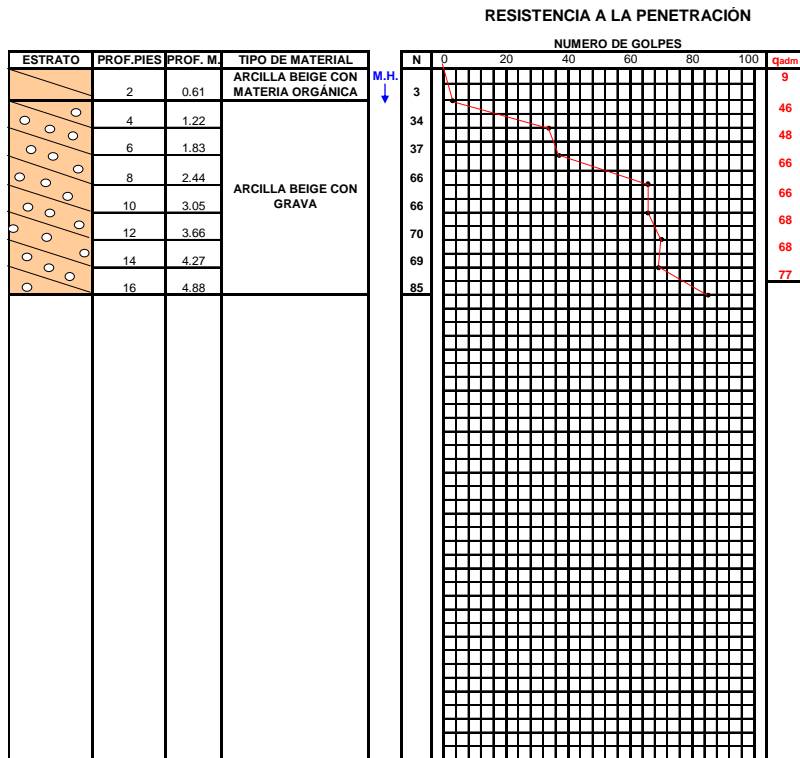 RESISTENCIA A LA PENETRACIÓN
NUMERO DE GOLPES
ESTRATO PROF.PIES PROF. M. TIPO DE MATERIAL N 0 20 40 60 80 100 qadm
ARCILLA BEIGE CON M.H. 9
2 0.61 MATERIA ORGÁNICA 3
4 1.22 34 46
6 1.83 37 48
8 2.44 66 66
ARCILLA BEIGE CON
10 3.05 GRAVA 66 66
12 3.66 70 68
14 4.27 69 68
16 4.88 85 77